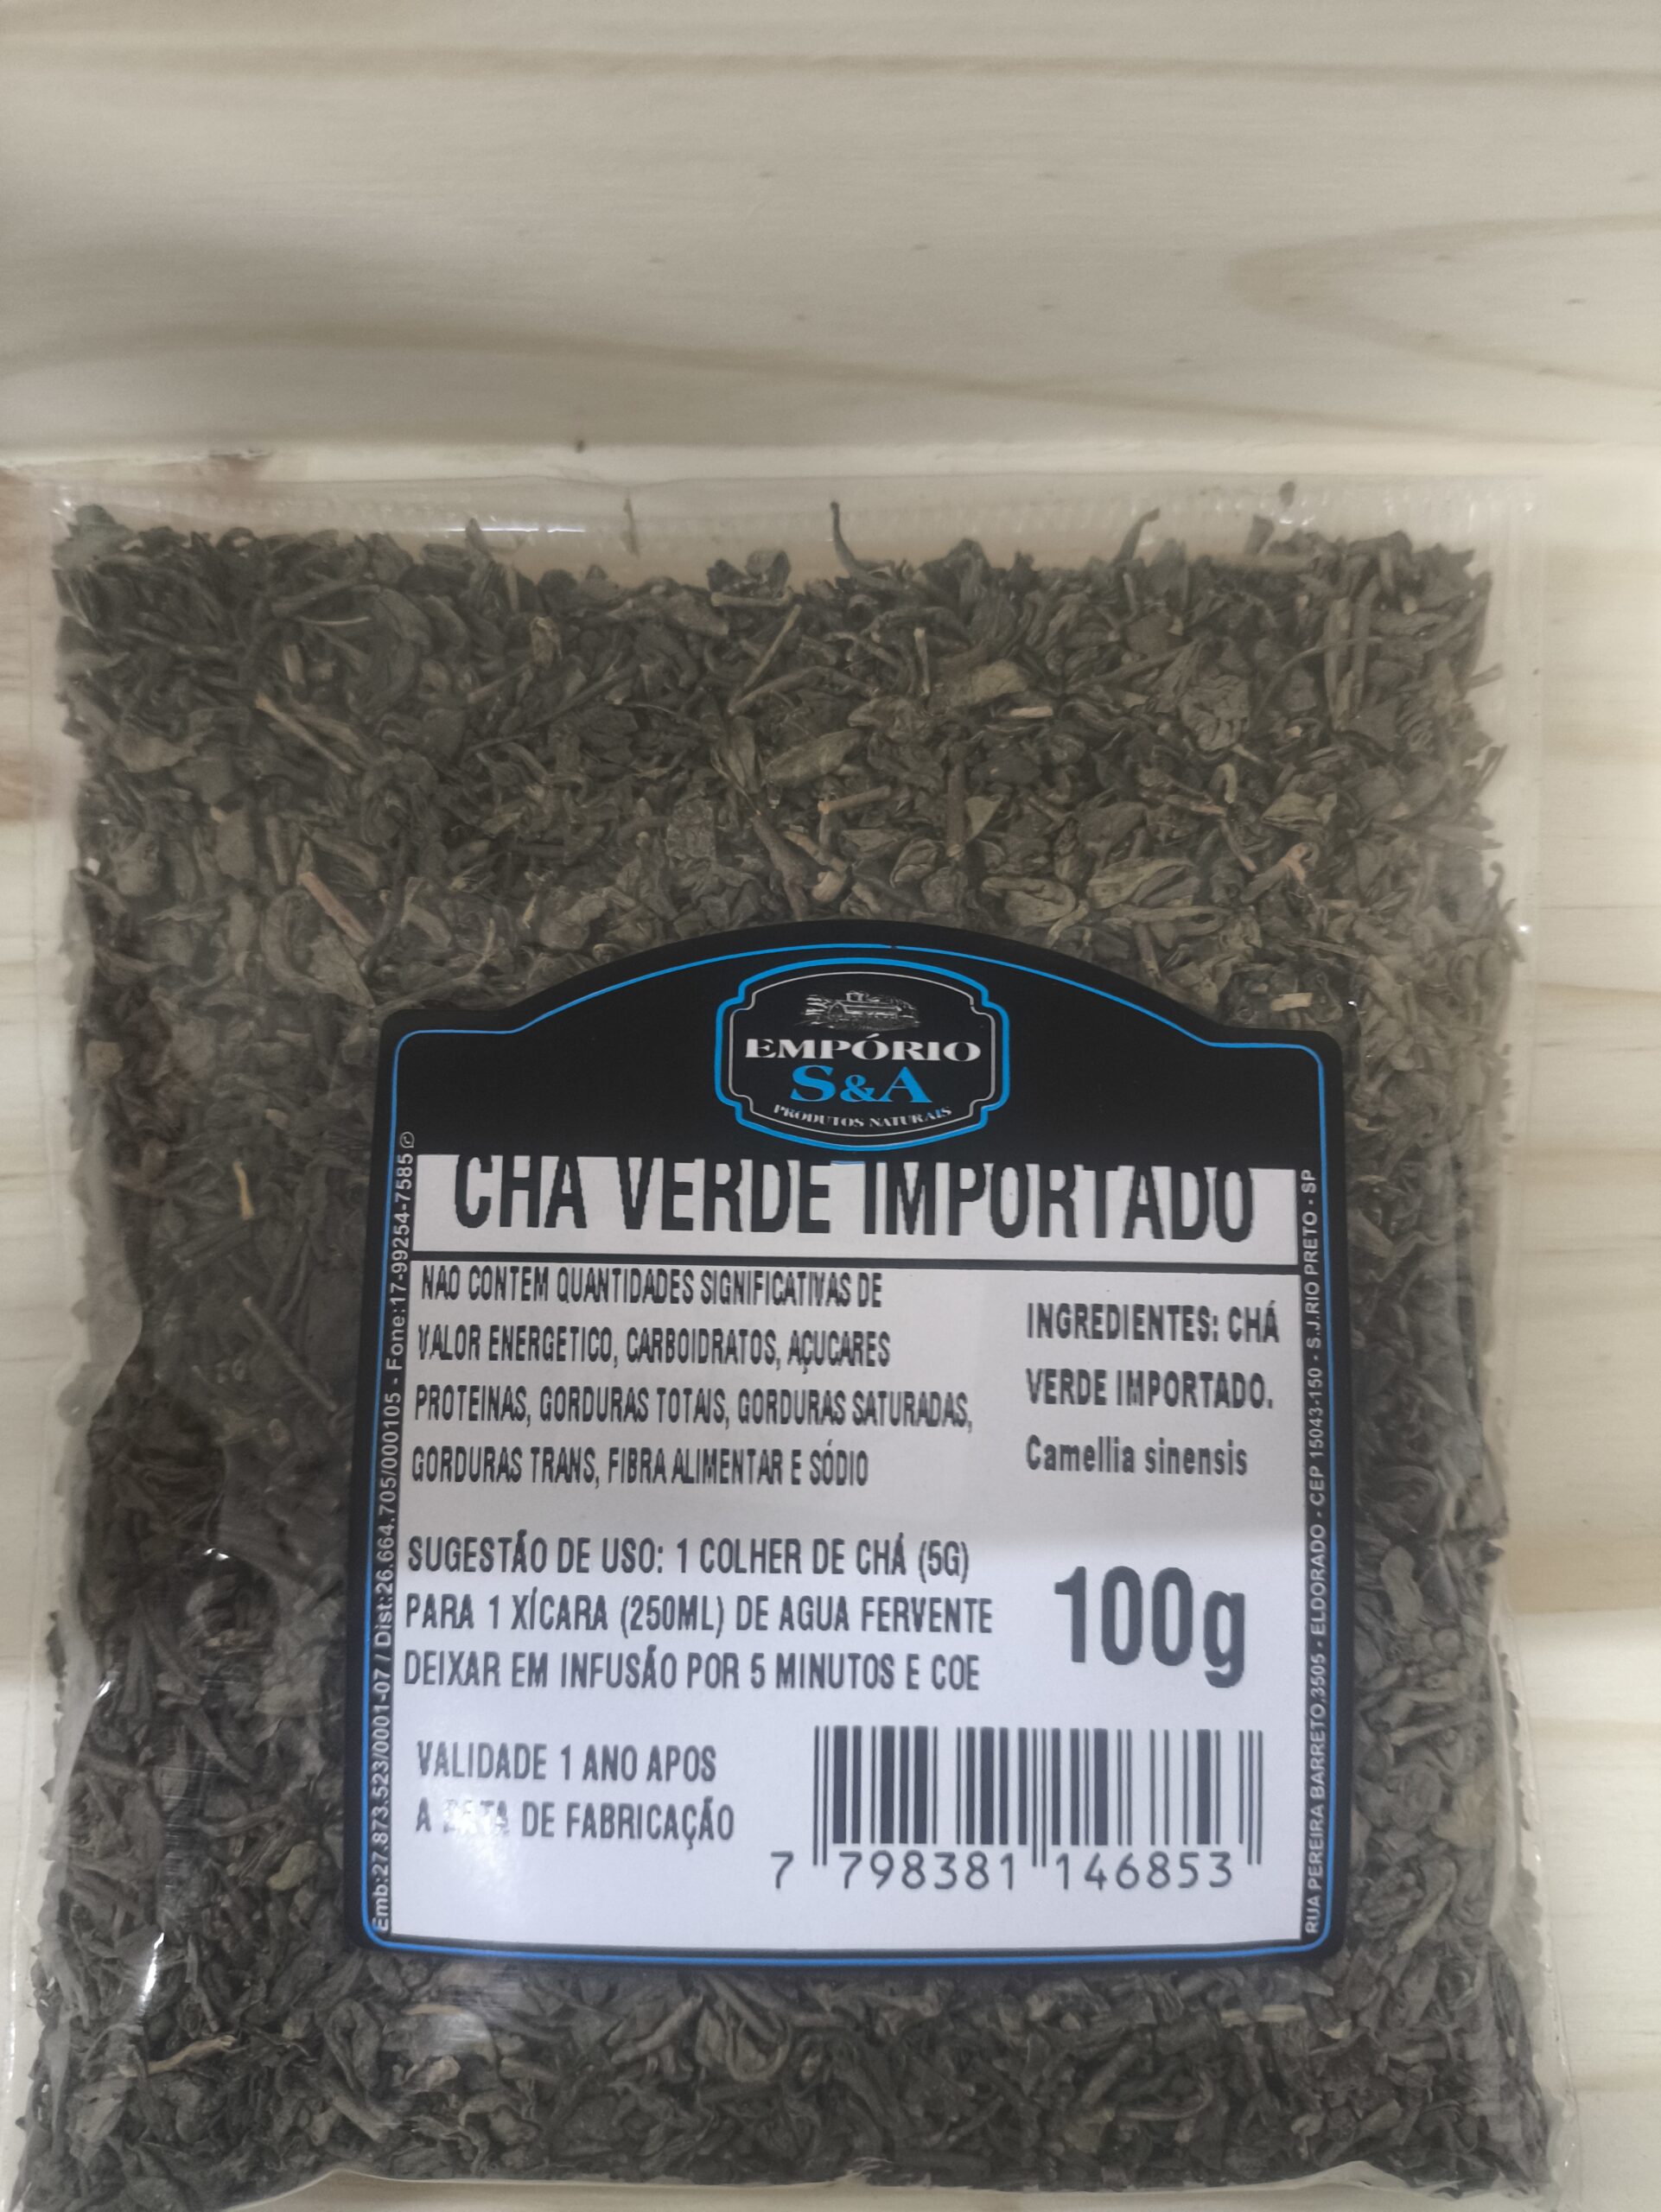 EMPÓRIO
S&A
PRODUTOS NATURAIS
CHA VERDE IMPORTADO
NAO CONTEM QUANTIDADES SIGNIFICATIVAS DE
VALOR ENERGETICO, CARBOIDRATOS, AÇUCARES
PROTEINAS, GORDURAS TOTAIS, GORDURAS SATURADAS,
GORDURAS TRANS, FIBRA ALIMENTAR E SÓDIO
INGREDIENTES: CHÁ
VERDE IMPORTADO.
Camellia sinensis
SUGESTÃO DE USO: 1 COLHER DE CHÁ (5G)
PARA 1 XÍCARA (250ML) DE AGUA FERVENTE
DEIXAR EM INFUSÃO POR 5 MINUTOS E COE
100g
VALIDADE 1 ANO APOS
A DATA DE FABRICAÇÃO
7 798381 146853
Emb:27.873.523/0001-07 / Dist:26.664.705/000105 - Fone:17-99254-7585
RUA PEREIRA BARRETO,3505 - ELDORADO - CEP 15043-150 - S.J.RIO PRETO - SP